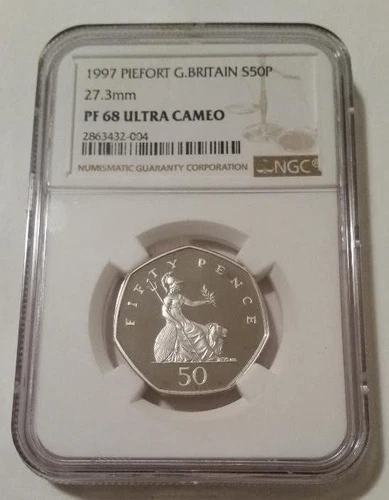 1997 PIEFORT G.BRITAIN S50P
27.3mm
PF 68 ULTRA CAMEO
2863432-004
NUMISMATIC GUARANTY CORPORATION
NGC®
FIFTY PENCE
50